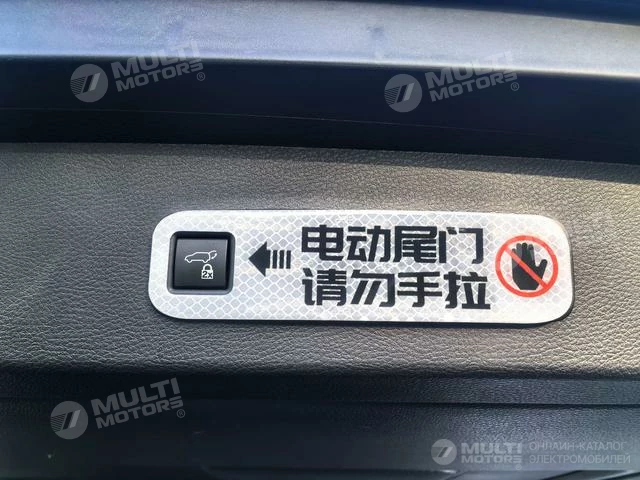 MULTI
MOTORS®
MULTI
MOTORS®
电动尾门
请勿手拉
2X
MULTI
MOTORS®
MULTI
MOTORS
ОНЛАЙН-КАТАЛОГ
ЭЛЕКТРОМОБИЛЕЙ